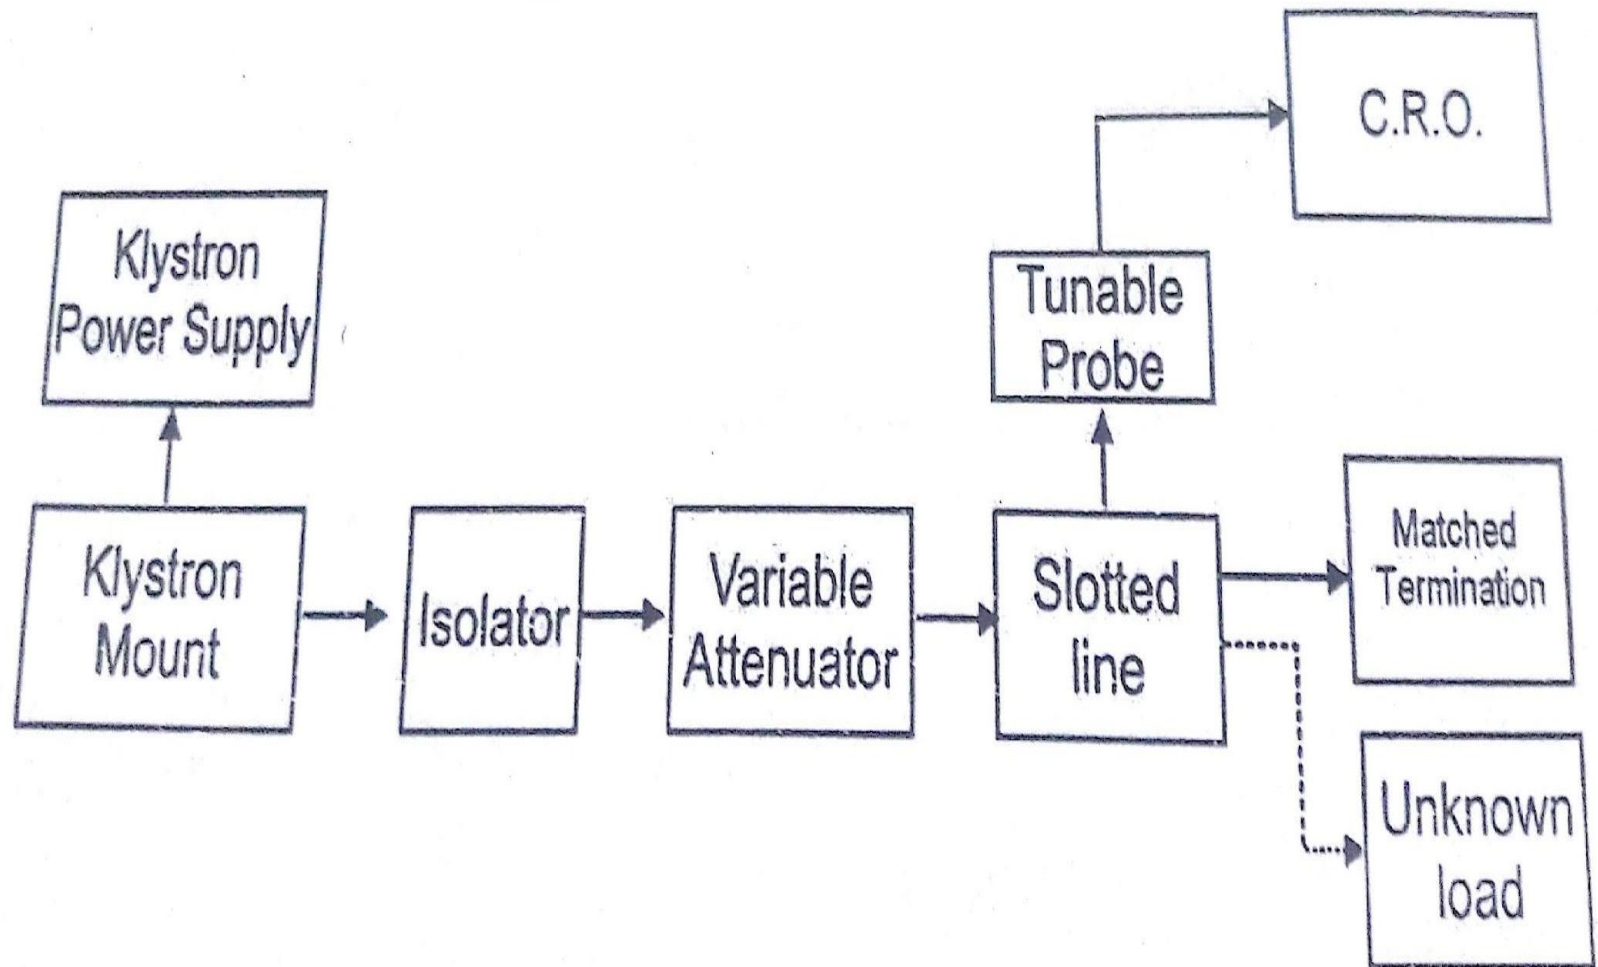 C.R.O.
Klystron
Power Supply
Tunable
Probe
Klystron
Mount
Isolator
Variable
Attenuator
Slotted
line
Matched
Termination
Unknown
load